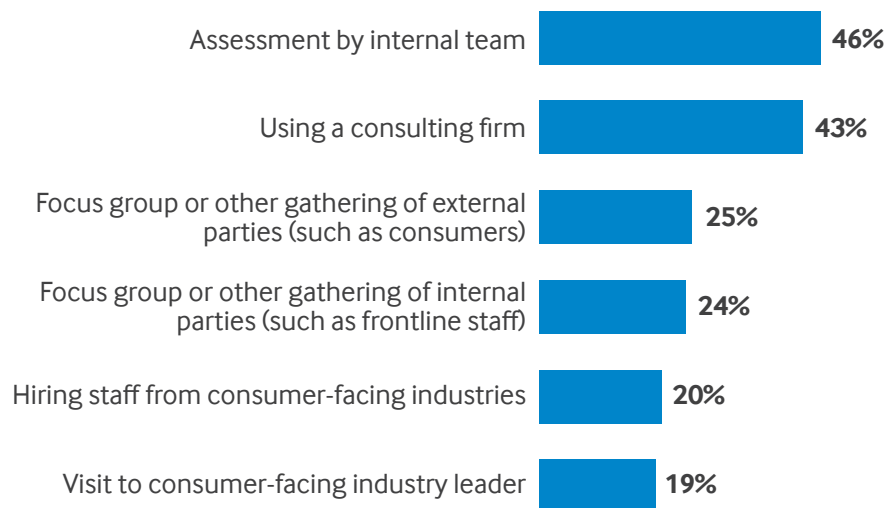 Assessment by internal team 46%
Using a consulting firm 43%
Focus group or other gathering of external
parties (such as consumers) 25%
Focus group or other gathering of internal
parties (such as frontline staff) 24%
Hiring staff from consumer-facing industries 20%
Visit to consumer-facing industry leader 19%